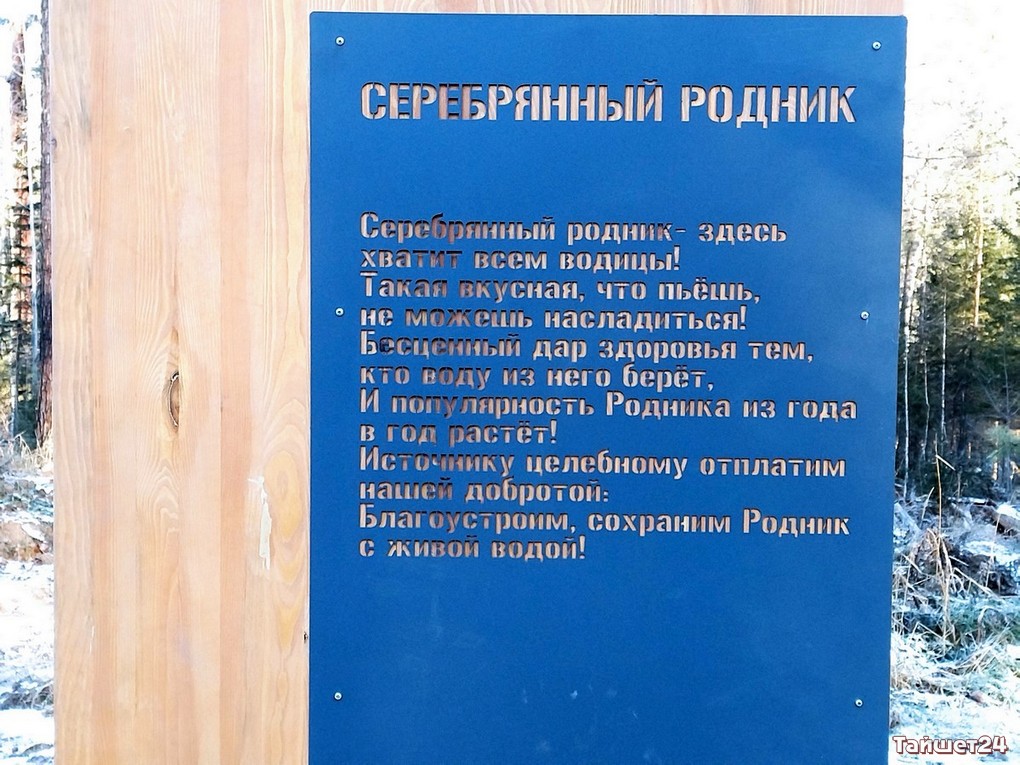 СЕРЕБРЯННЫЙ РОДНИК
Серебрянный родник- здесь
хватит всем водицы!
Такая вкусная, что пьёшь,
не можешь насладиться!
Бесценный дар здоровья тем,
кто воду из него берёт,
И популярность Родника из года
в год растёт!
Источнику целебному отплатим
нашей добротой:
Благоустроим, сохраним Родник
с живой водой!
Тайшет24